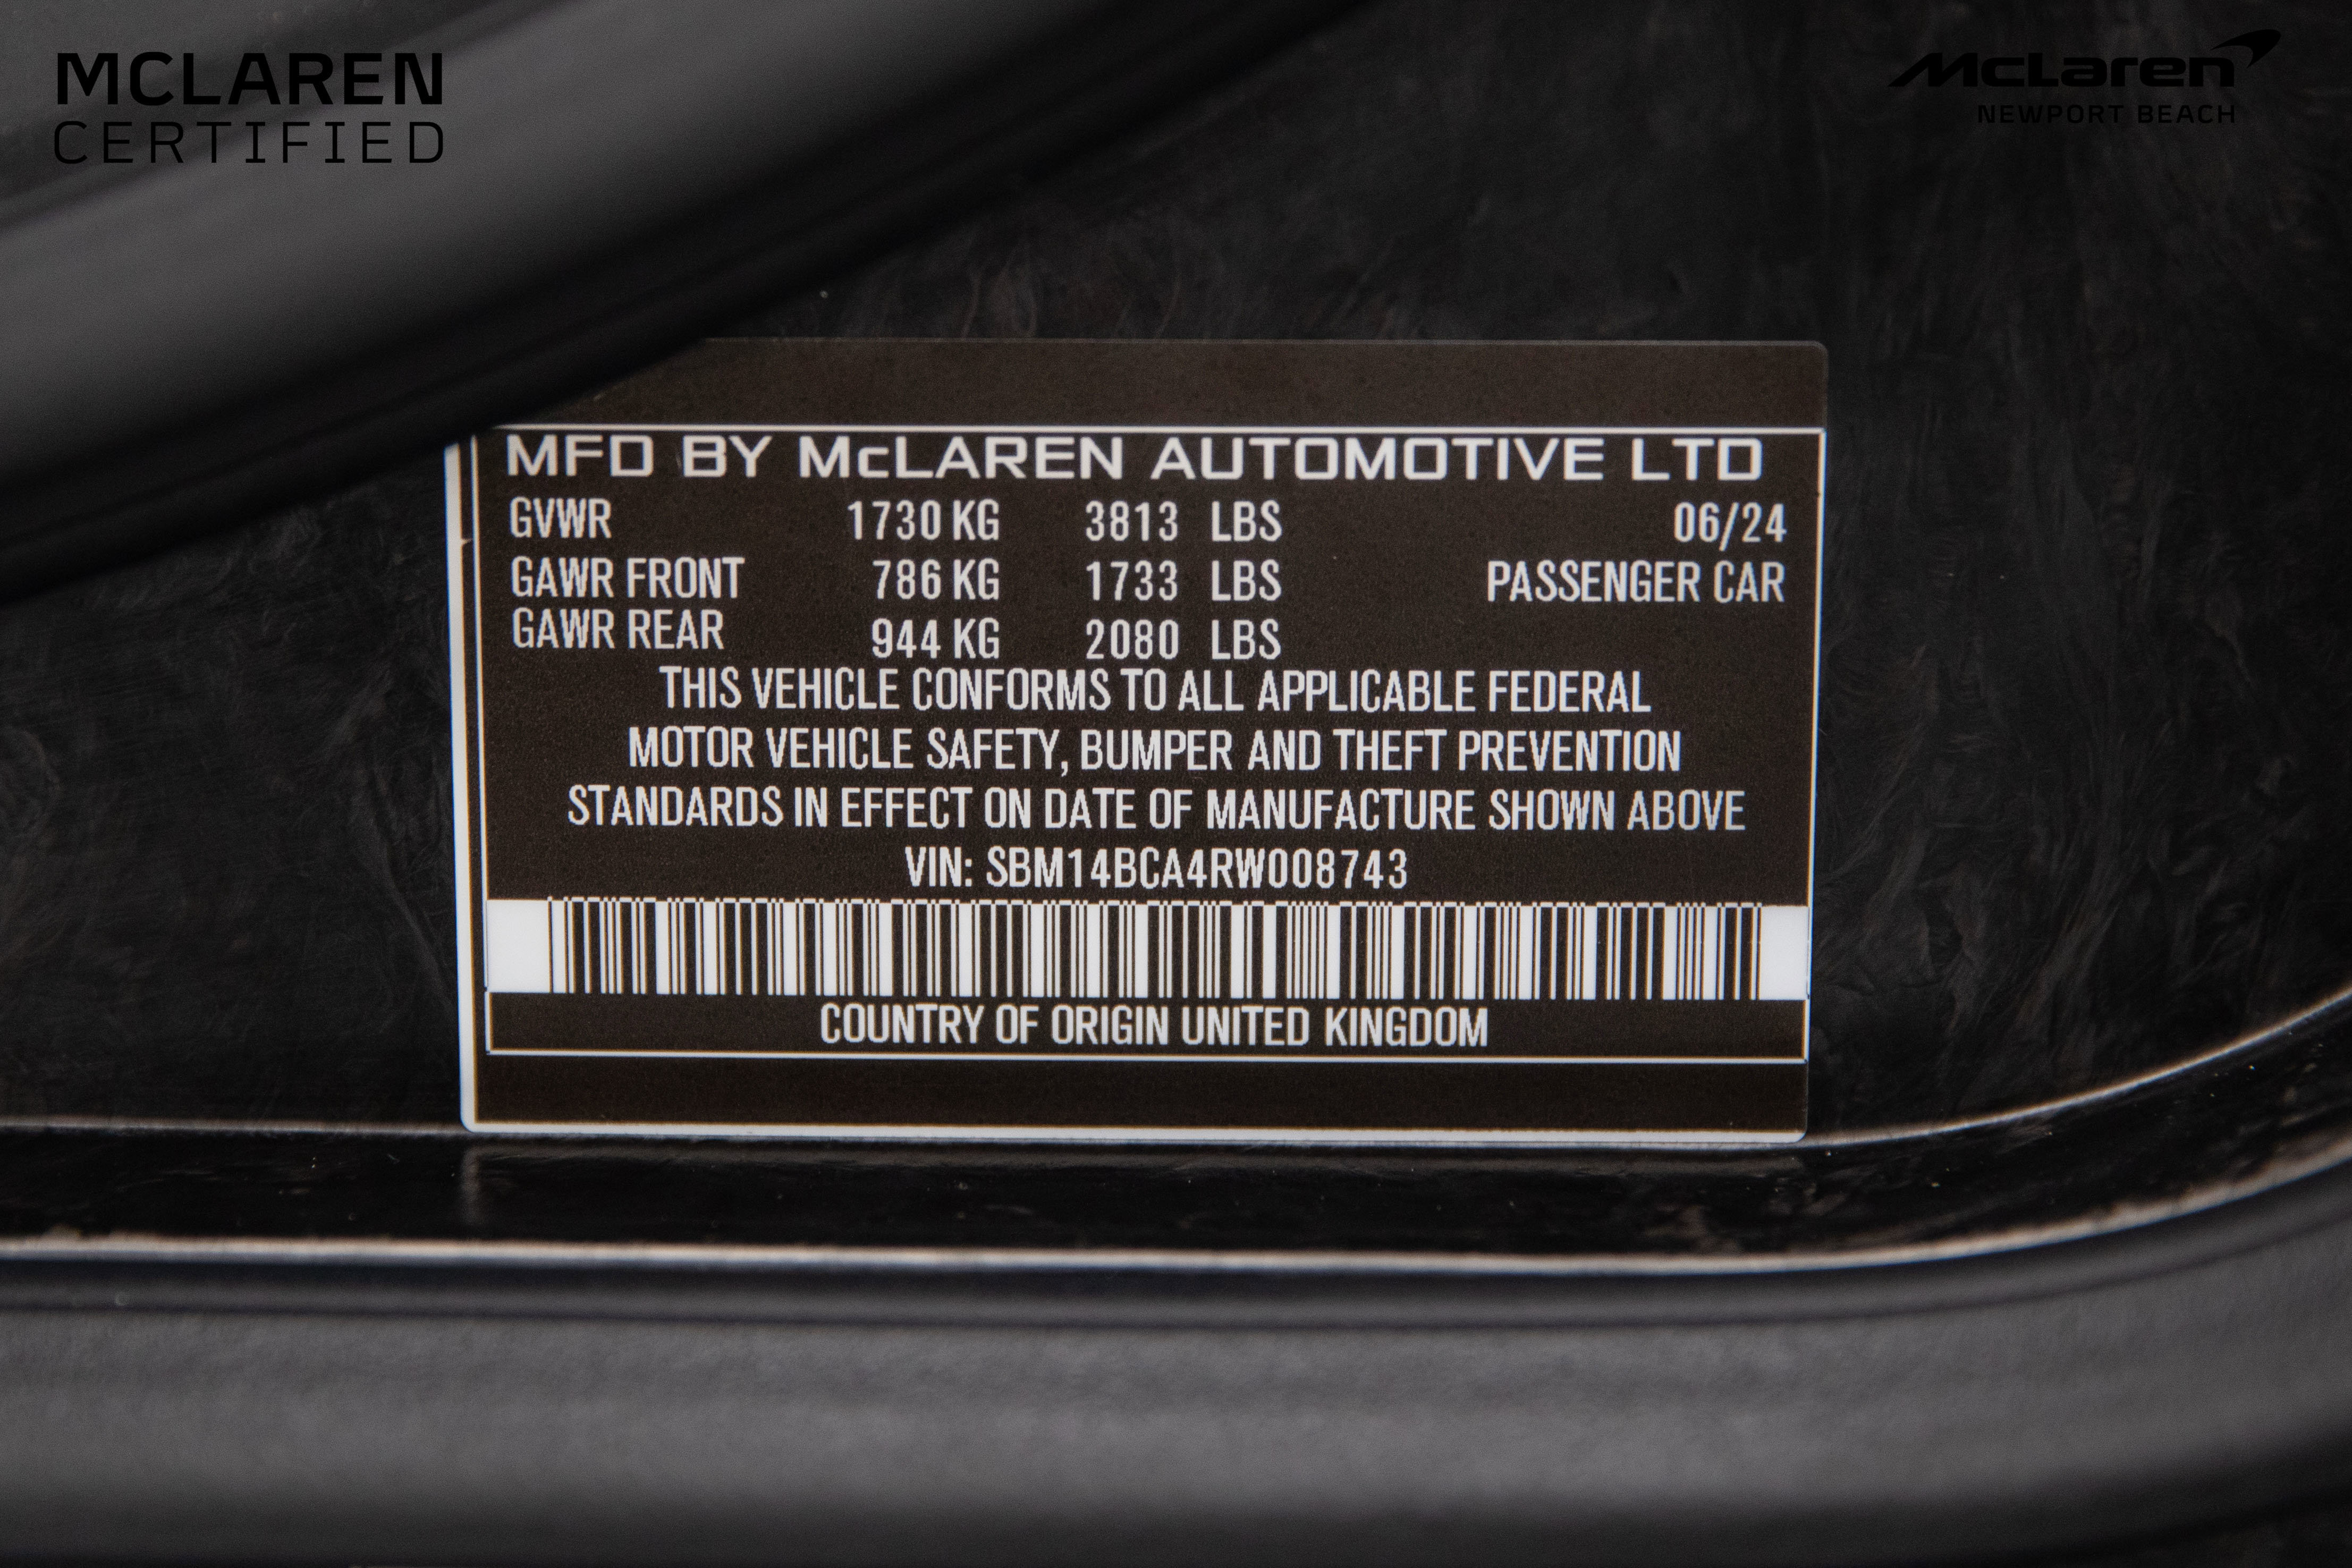 MCLAREN
CERTIFIED
McLaren
NEWPORT BEACH
MFD BY McLAREN AUTOMOTIVE LTD
GVWR 1730 KG 3813 LBS 06/24
GAWR FRONT 786 KG 1733 LBS PASSENGER CAR
GAWR REAR 944 KG 2080 LBS
THIS VEHICLE CONFORMS TO ALL APPLICABLE FEDERAL
MOTOR VEHICLE SAFETY, BUMPER AND THEFT PREVENTION
STANDARDS IN EFFECT ON DATE OF MANUFACTURE SHOWN ABOVE
VIN: SBM14BCA4RW008743
COUNTRY OF ORIGIN UNITED KINGDOM